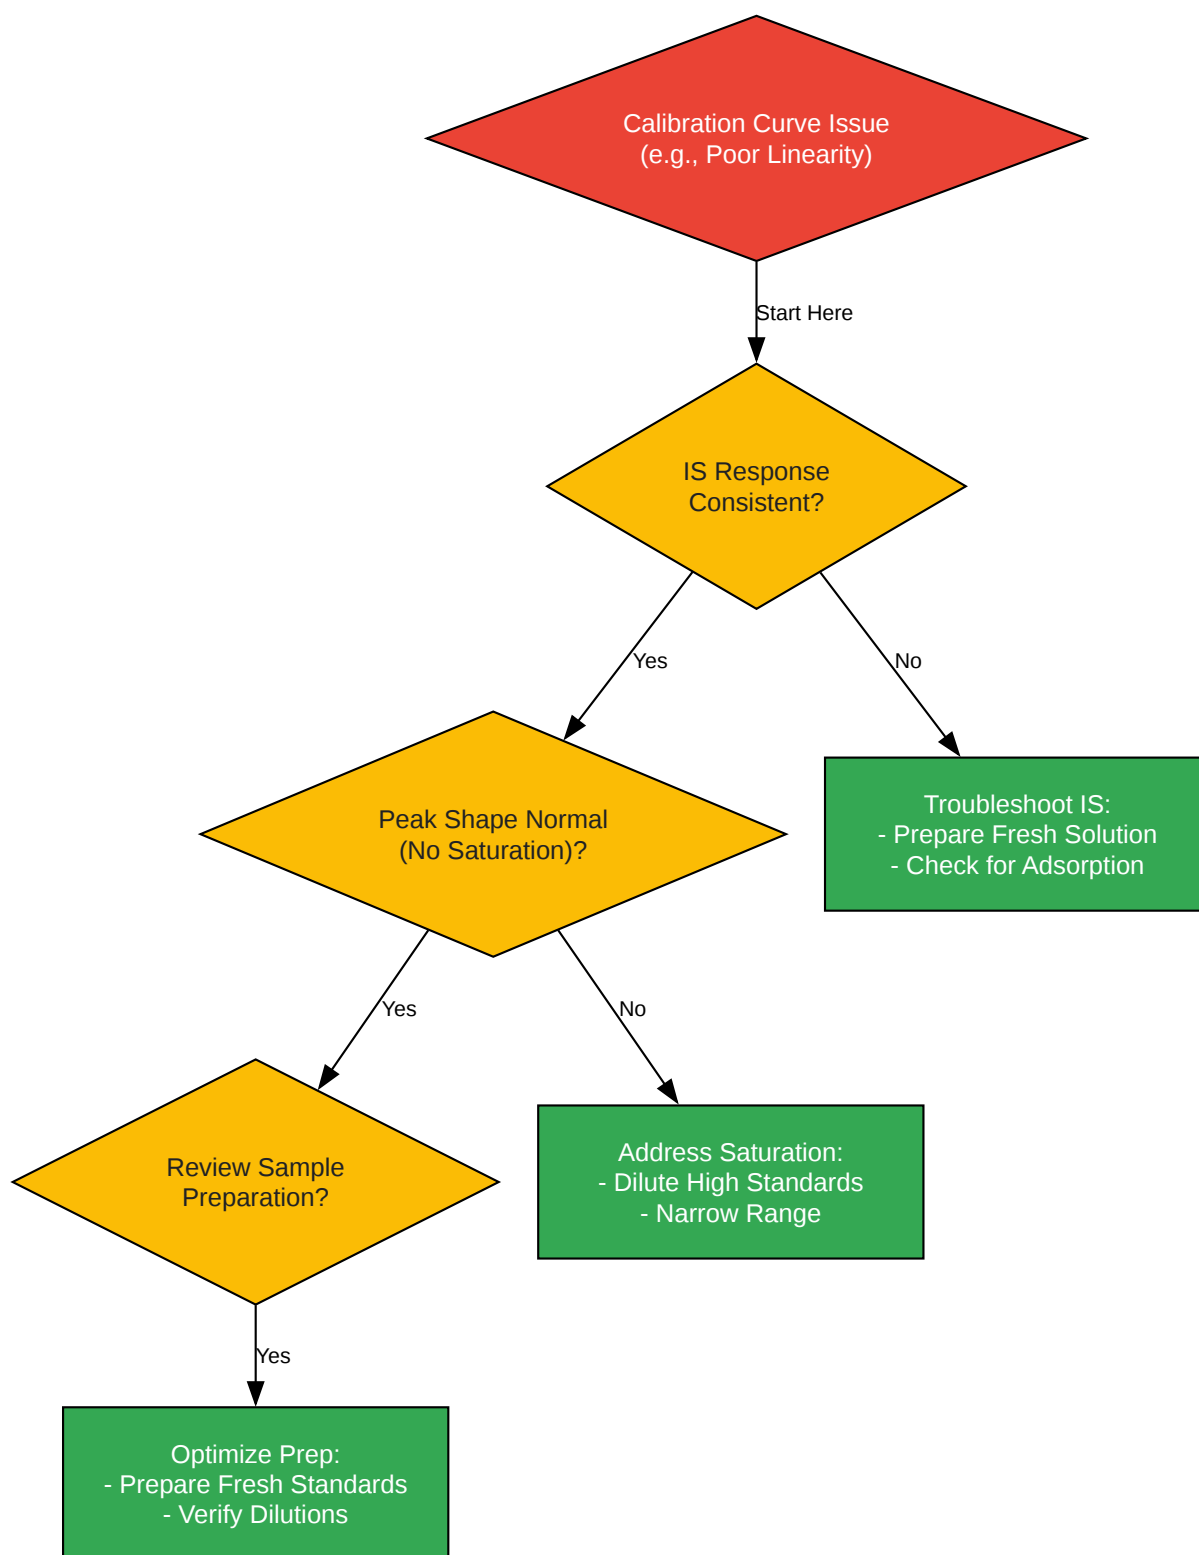 Calibration Curve Issue
(e.g., Poor Linearity)
Start Here
IS Response
Consistent?
Yes
No
Peak Shape Normal
(No Saturation)?
Troubleshoot IS:
- Prepare Fresh Solution
- Check for Adsorption
Yes
No
Review Sample
Preparation?
Address Saturation:
- Dilute High Standards
- Narrow Range
Yes
Optimize Prep:
- Prepare Fresh Standards
- Verify Dilutions